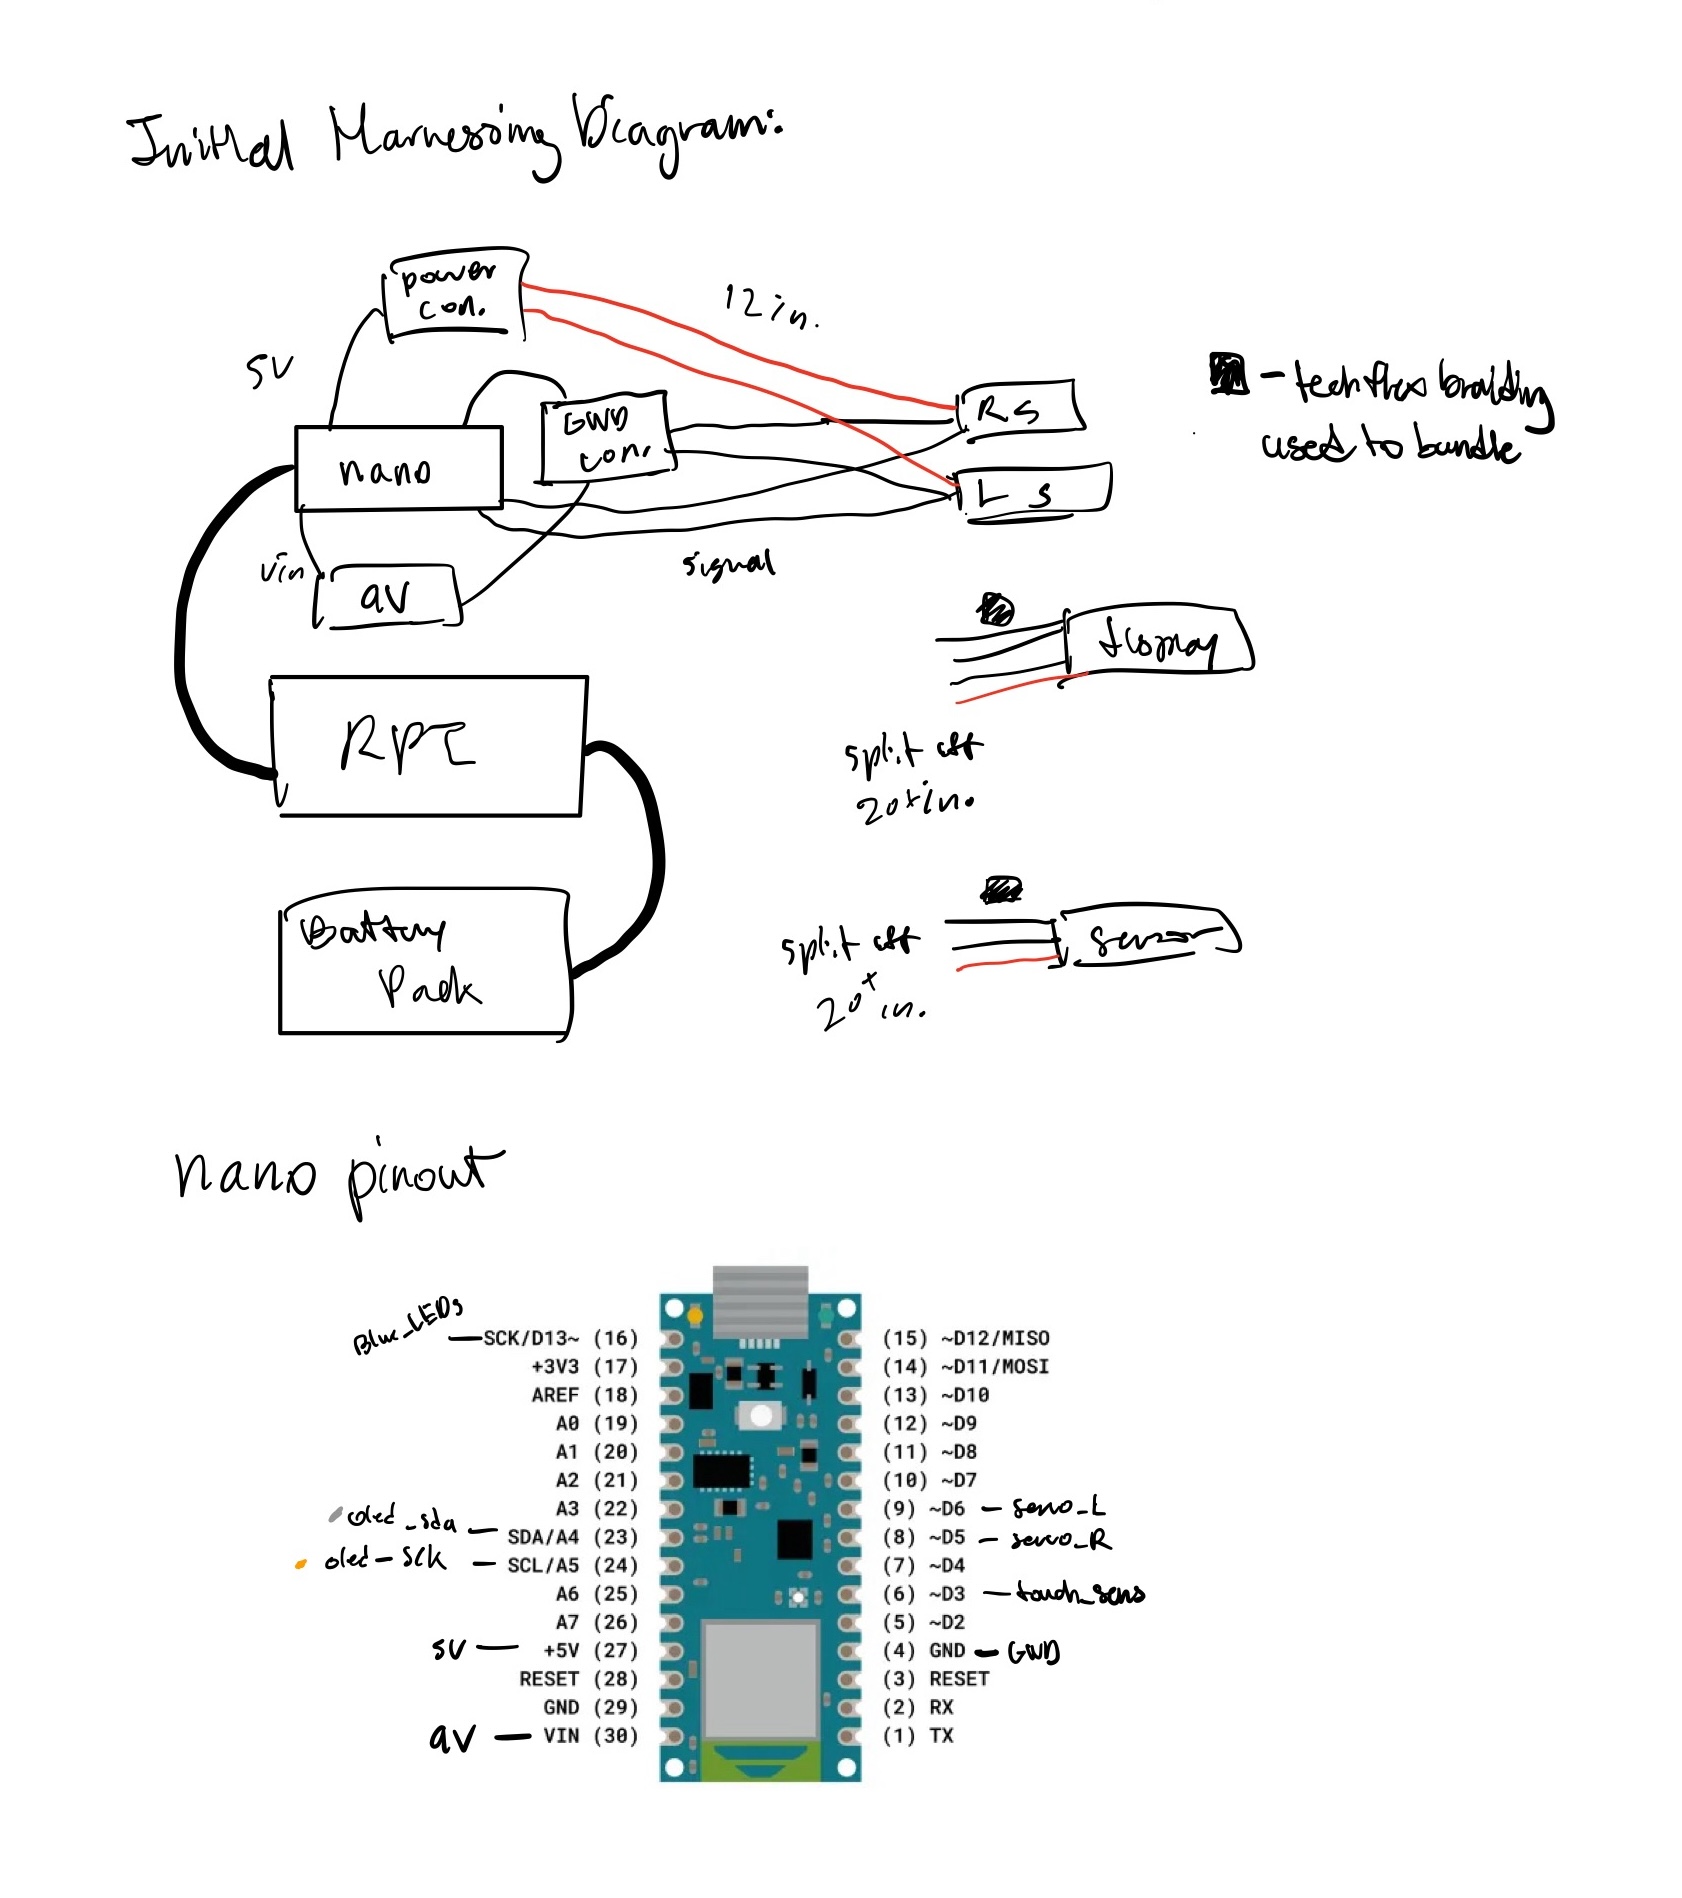 Initial Harnessing Diagram:
power
con.
12 in.
5V
GND
con.
RS
nano
LS
techflex braiding
used to bundle
signal
Vin
9V
display
RPI
split off
20+ in.
Battery
Pack
sensor
split off
20+ in.
nano pinout
Blue_LEDs
SCK/D13~ (16) (15) ~D12/MISO
+3V3 (17) (14) ~D11/MOSI
AREF (18) (13) ~D10
A0 (19) (12) ~D9
A1 (20) (11) ~D8
A2 (21) (10) ~D7
A3 (22) (9) ~D6 - servo_L
oled_sda - SDA/A4 (23) (8) ~D5 - servo_R
oled-sck - SCL/A5 (24) (7) ~D4
A6 (25) (6) ~D3 - touch_sens
A7 (26) (5) ~D2
5V - +5V (27) (4) GND - GND
RESET (28) (3) RESET
GND (29) (2) RX
9V - VIN (30) (1) TX